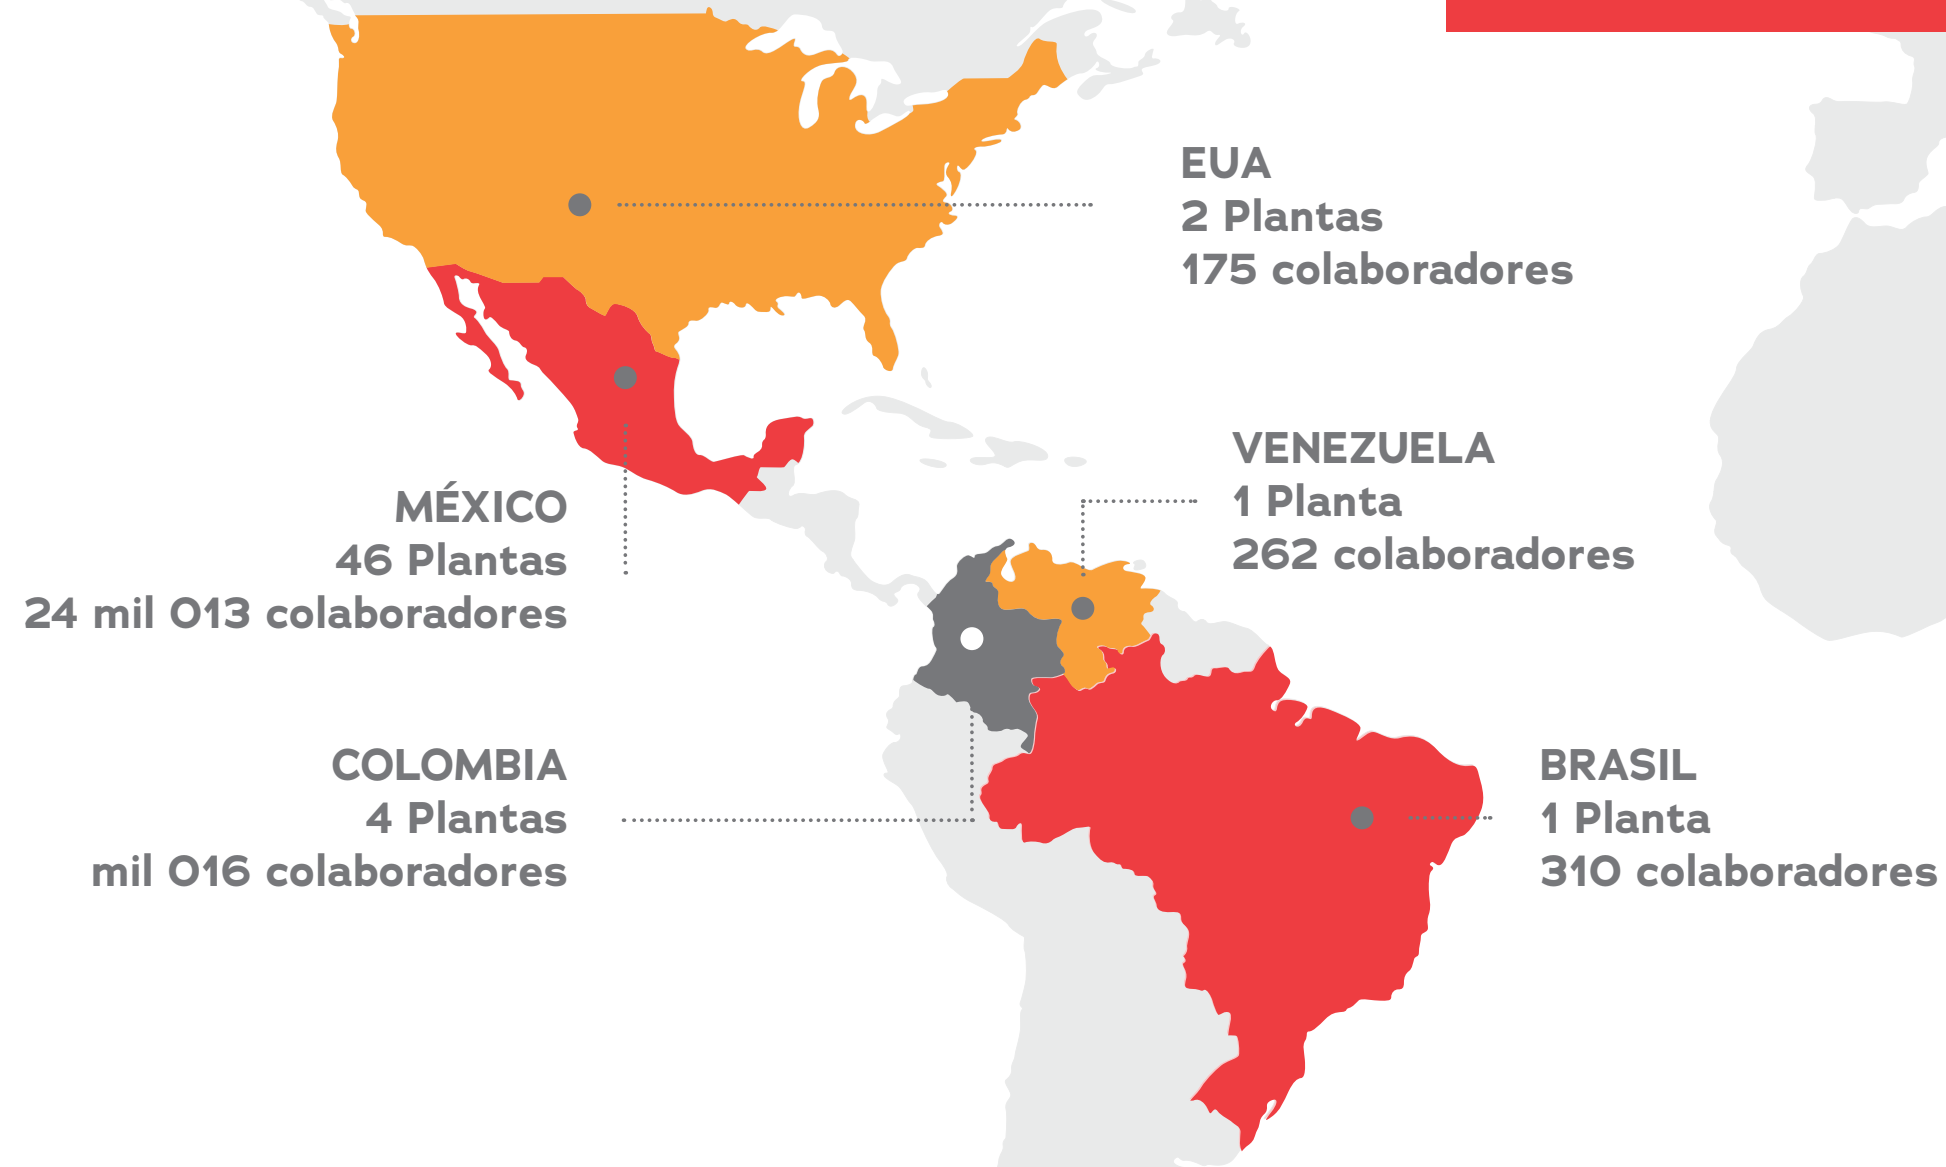 EUA
2 Plantas
175 colaboradores
VENEZUELA
1 Planta
262 colaboradores
MÉXICO
46 Plantas
24 mil 013 colaboradores
COLOMBIA
4 Plantas
mil 016 colaboradores
BRASIL
1 Planta
310 colaboradores